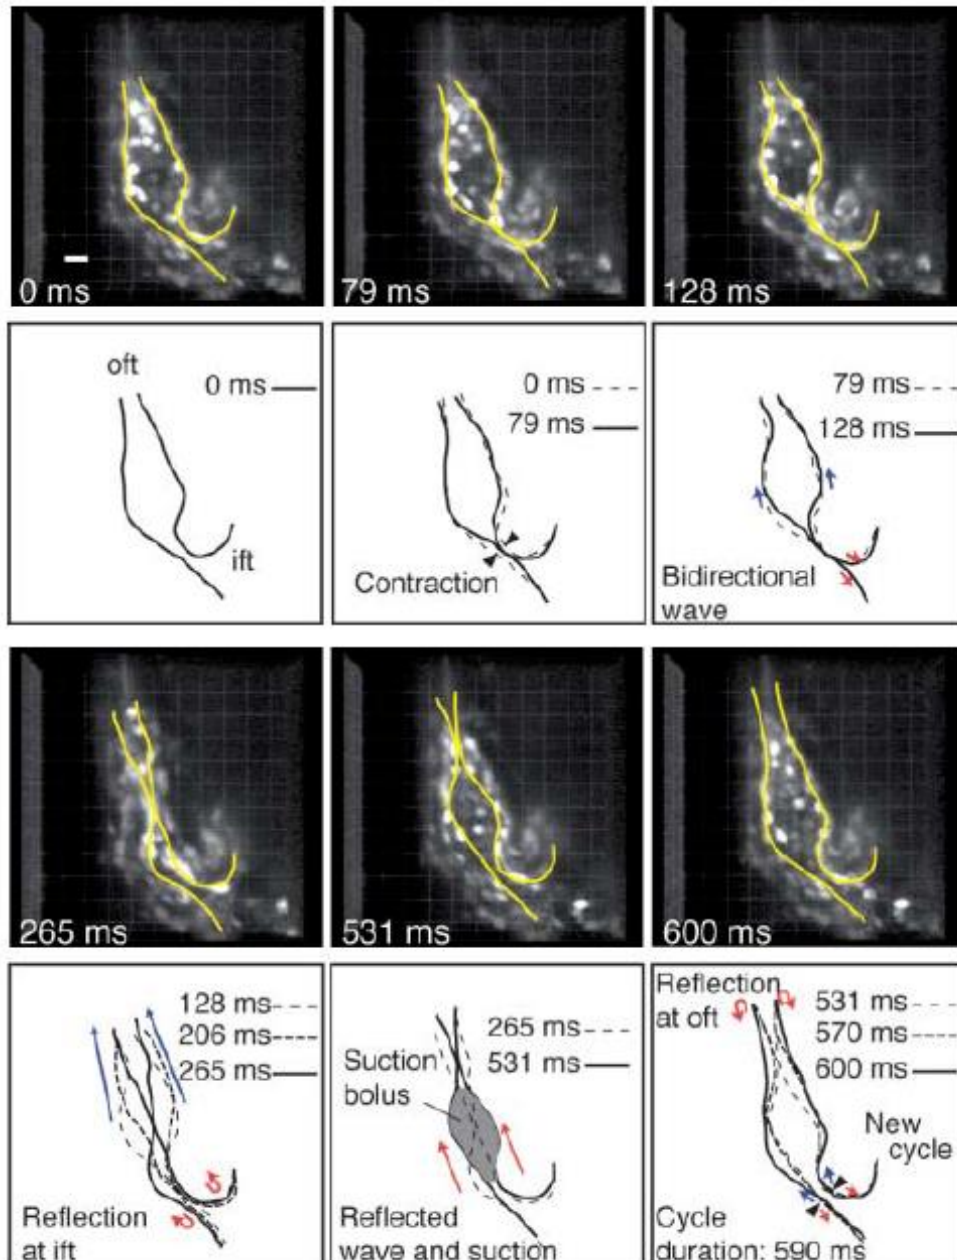 0 ms
79 ms
128 ms
oft
0 ms
ift
0 ms
79 ms
Contraction
79 ms
128 ms
Bidirectional
wave
265 ms
531 ms
600 ms
128 ms
206 ms
265 ms
Reflection
at ift
265 ms
531 ms
Suction
bolus
Reflected
wave and suction
Reflection
at oft
531 ms
570 ms
600 ms
New
cycle
Cycle
duration: 590 ms